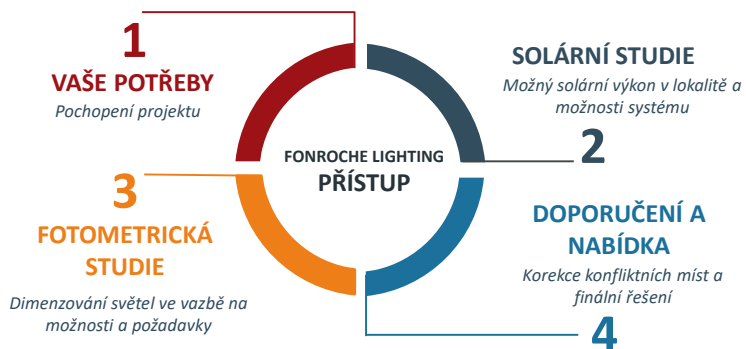 1
VAŠE POTŘEBY
Pochopení projektu
SOLÁRNÍ STUDIE
Možný solární výkon v lokalitě a
možnosti systému
2
FONROCHE LIGHTING
PŘÍSTUP
3
FOTOMETRICKÁ
STUDIE
Dimenzování světel ve vazbě na
možnosti a požadavky
DOPORUČENÍ A
NABÍDKA
Korekce konfliktních míst a
finální řešení
4